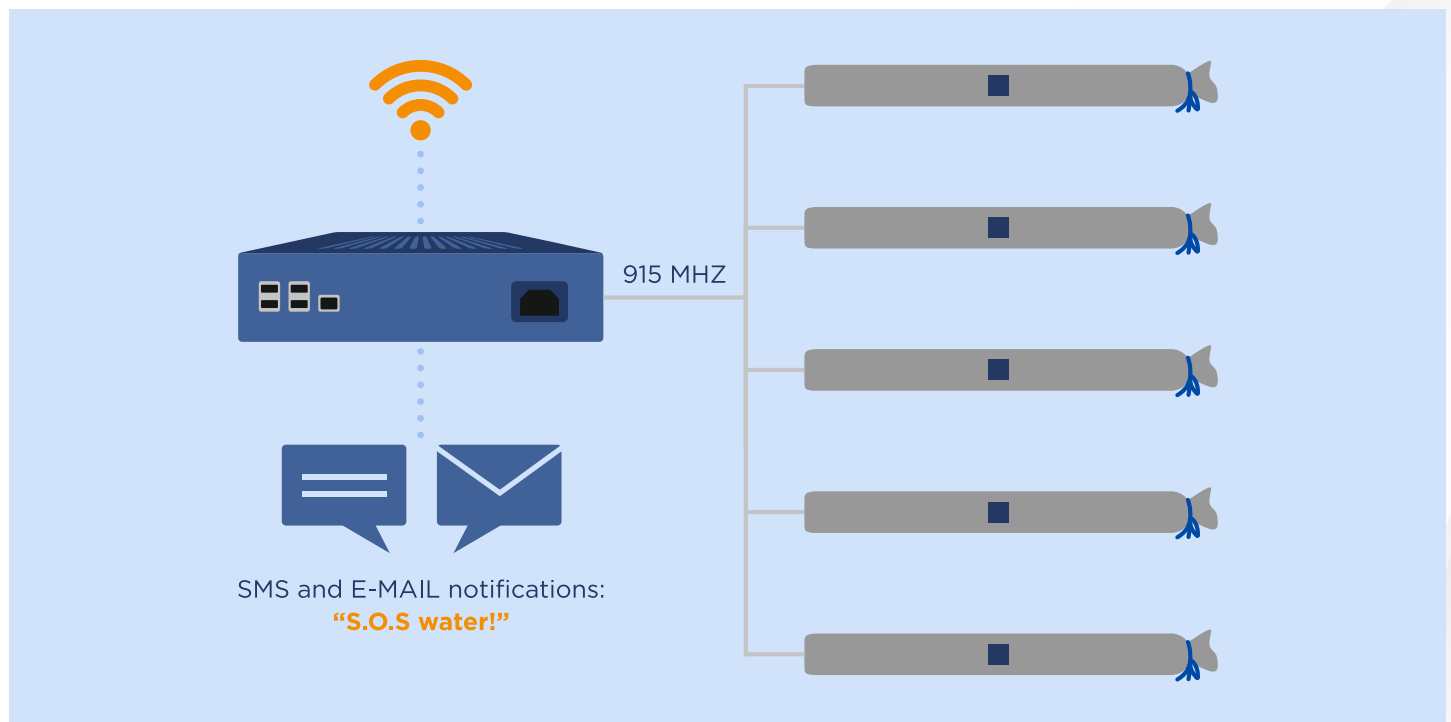 915 MHZ
SMS and E-MAIL notifications:
“S.O.S water!”